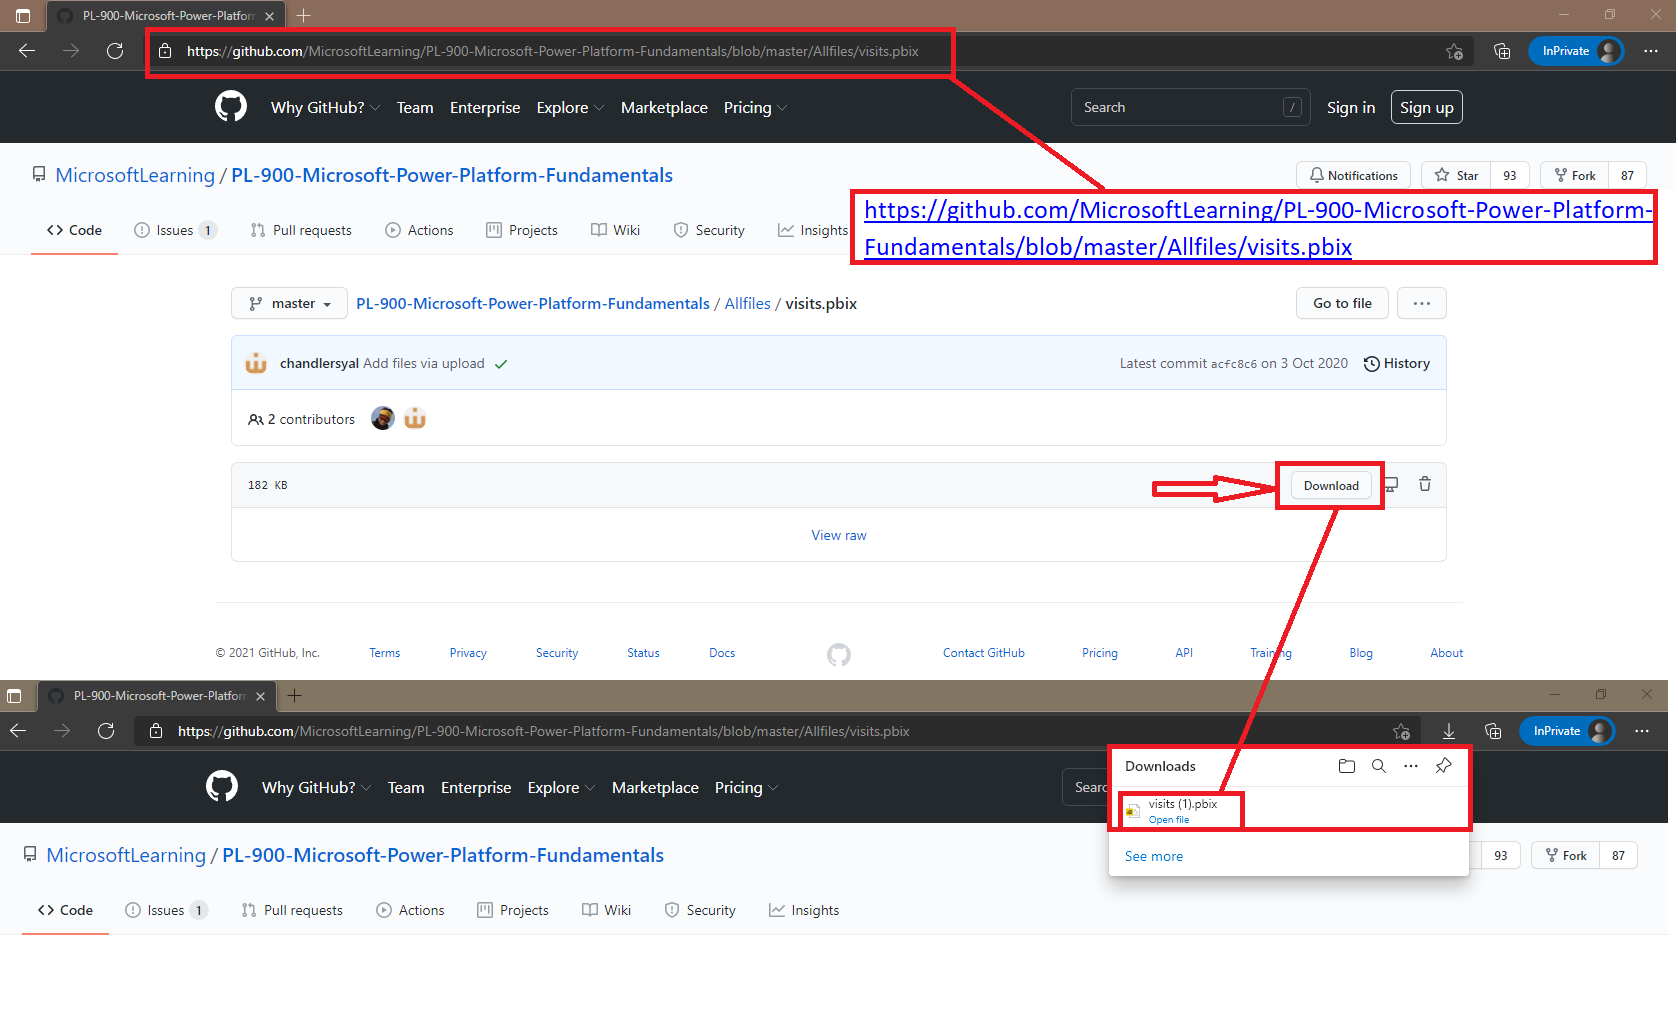 PL-900-Microsoft-Power-Platforn
https://github.com/MicrosoftLearning/PL-900-Microsoft-Power-Platform-Fundamentals/blob/master/Allfiles/visits.pbix
InPrivate
Why GitHub? Team Enterprise Explore Marketplace Pricing
Search /
Sign in Sign up
MicrosoftLearning / PL-900-Microsoft-Power-Platform-Fundamentals
Notifications Star 93 Fork 87
https://github.com/MicrosoftLearning/PL-900-Microsoft-Power-Platform-
Fundamentals/blob/master/Allfiles/visits.pbix
Code Issues 1 Pull requests Actions Projects Wiki Security Insights
master PL-900-Microsoft-Power-Platform-Fundamentals / Allfiles / visits.pbix
Go to file ...
chandlersyal Add files via upload
Latest commit acfc8c6 on 3 Oct 2020 History
2 contributors
182 KB
Download
View raw
© 2021 GitHub, Inc. Terms Privacy Security Status Docs Contact GitHub Pricing API Training Blog About
PL-900-Microsoft-Power-Platforn
https://github.com/MicrosoftLearning/PL-900-Microsoft-Power-Platform-Fundamentals/blob/master/Allfiles/visits.pbix
InPrivate
Why GitHub? Team Enterprise Explore Marketplace Pricing
Searc
Downloads
visits (1).pbix
Open file
See more
MicrosoftLearning / PL-900-Microsoft-Power-Platform-Fundamentals
93 Fork 87
Code Issues 1 Pull requests Actions Projects Wiki Security Insights